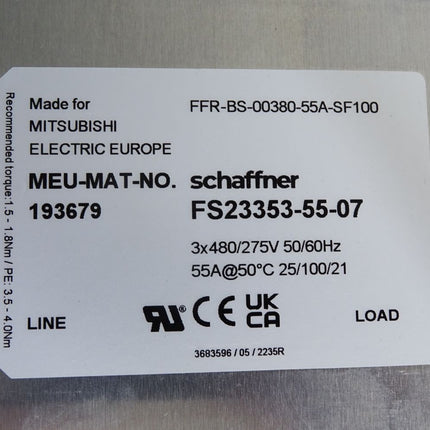 Recommended torque:1.5 - 1.8Nm / PE: 3.5 - 4.0Nm
Made for
MITSUBISHI
ELECTRIC EUROPE
MEU-MAT-NO.
193679
FFR-BS-00380-55A-SF100
schaffner
FS23353-55-07
3x480/275V 50/60Hz
55A@50°C 25/100/21
LINE
CE
UK
CA
LOAD
3683596 / 05 / 2235R